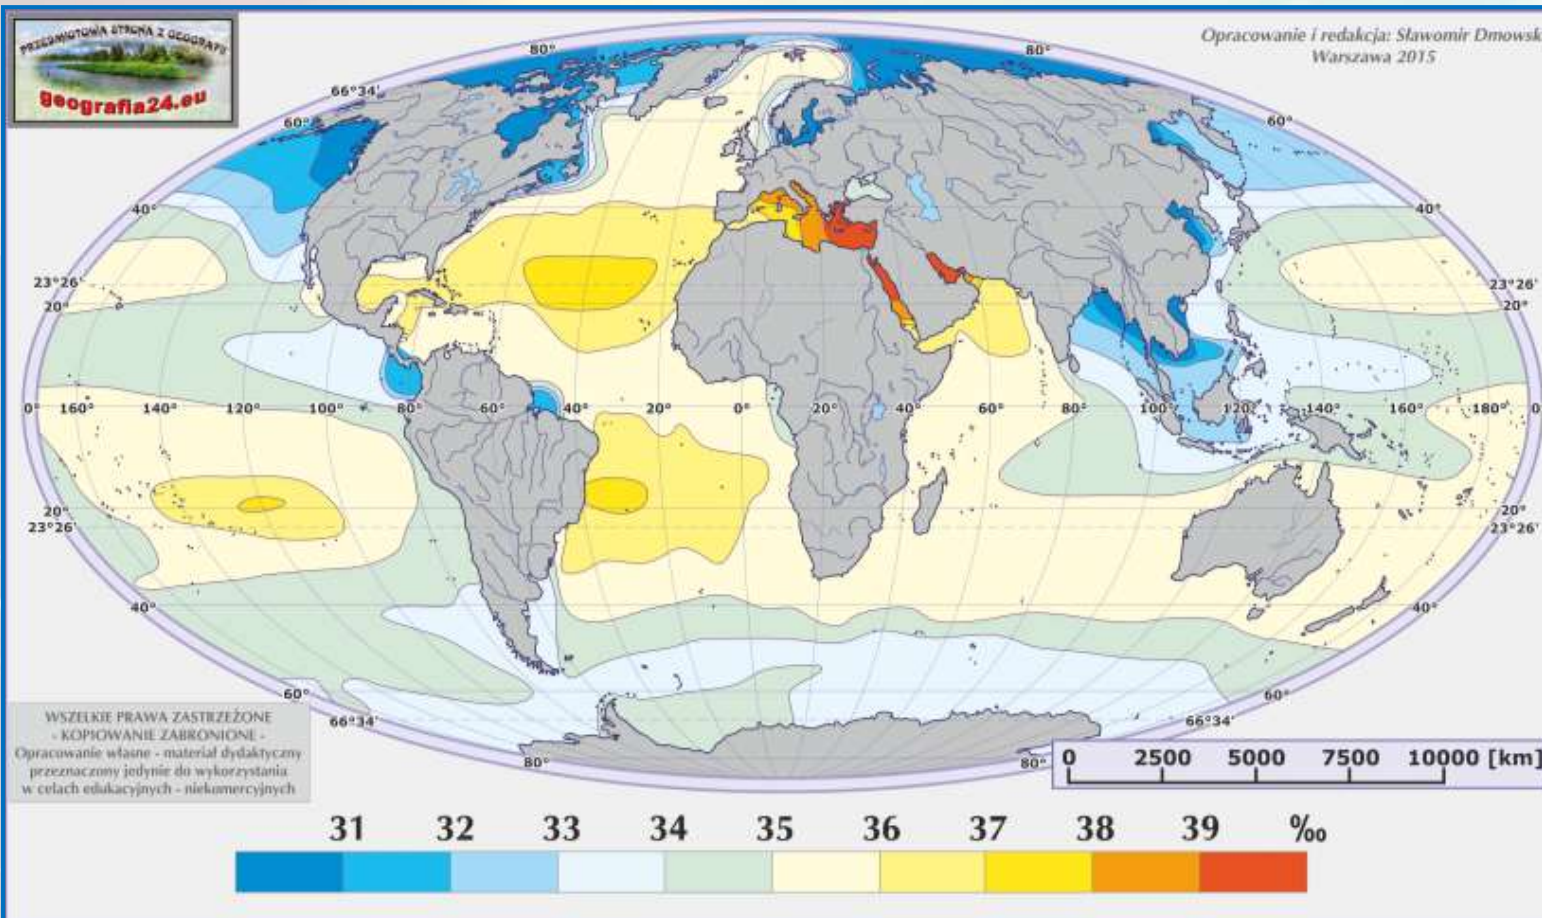 PRZEDMIOTOWA STRONA Z GEOGRAFII
geografia24.eu
Opracowanie i redakcja: Sławomir Dmowsk
Warszawa 2015
80° 80°
66°34'
60° 60°
40° 40°
23°26' 23°26'
20° 20°
0° 160° 140° 120° 100° 80° 60° 40° 20° 0° 20° 40° 60° 80° 100° 120° 140° 160° 180° 0
20° 20°
23°26' 23°26'
40° 40°
60° 60°
66°34' 66°34'
80° 80°
WSZELKIE PRAWA ZASTRZEŻONE
- KOPIOWANIE ZABRONIONE -
Opracowanie własne - materiał dydaktyczny
przeznaczony jedynie do wykorzystania
w celach edukacyjnych - niekomercyjnych
0 2500 5000 7500 10000 [km]
31 32 33 34 35 36 37 38 39 ‰